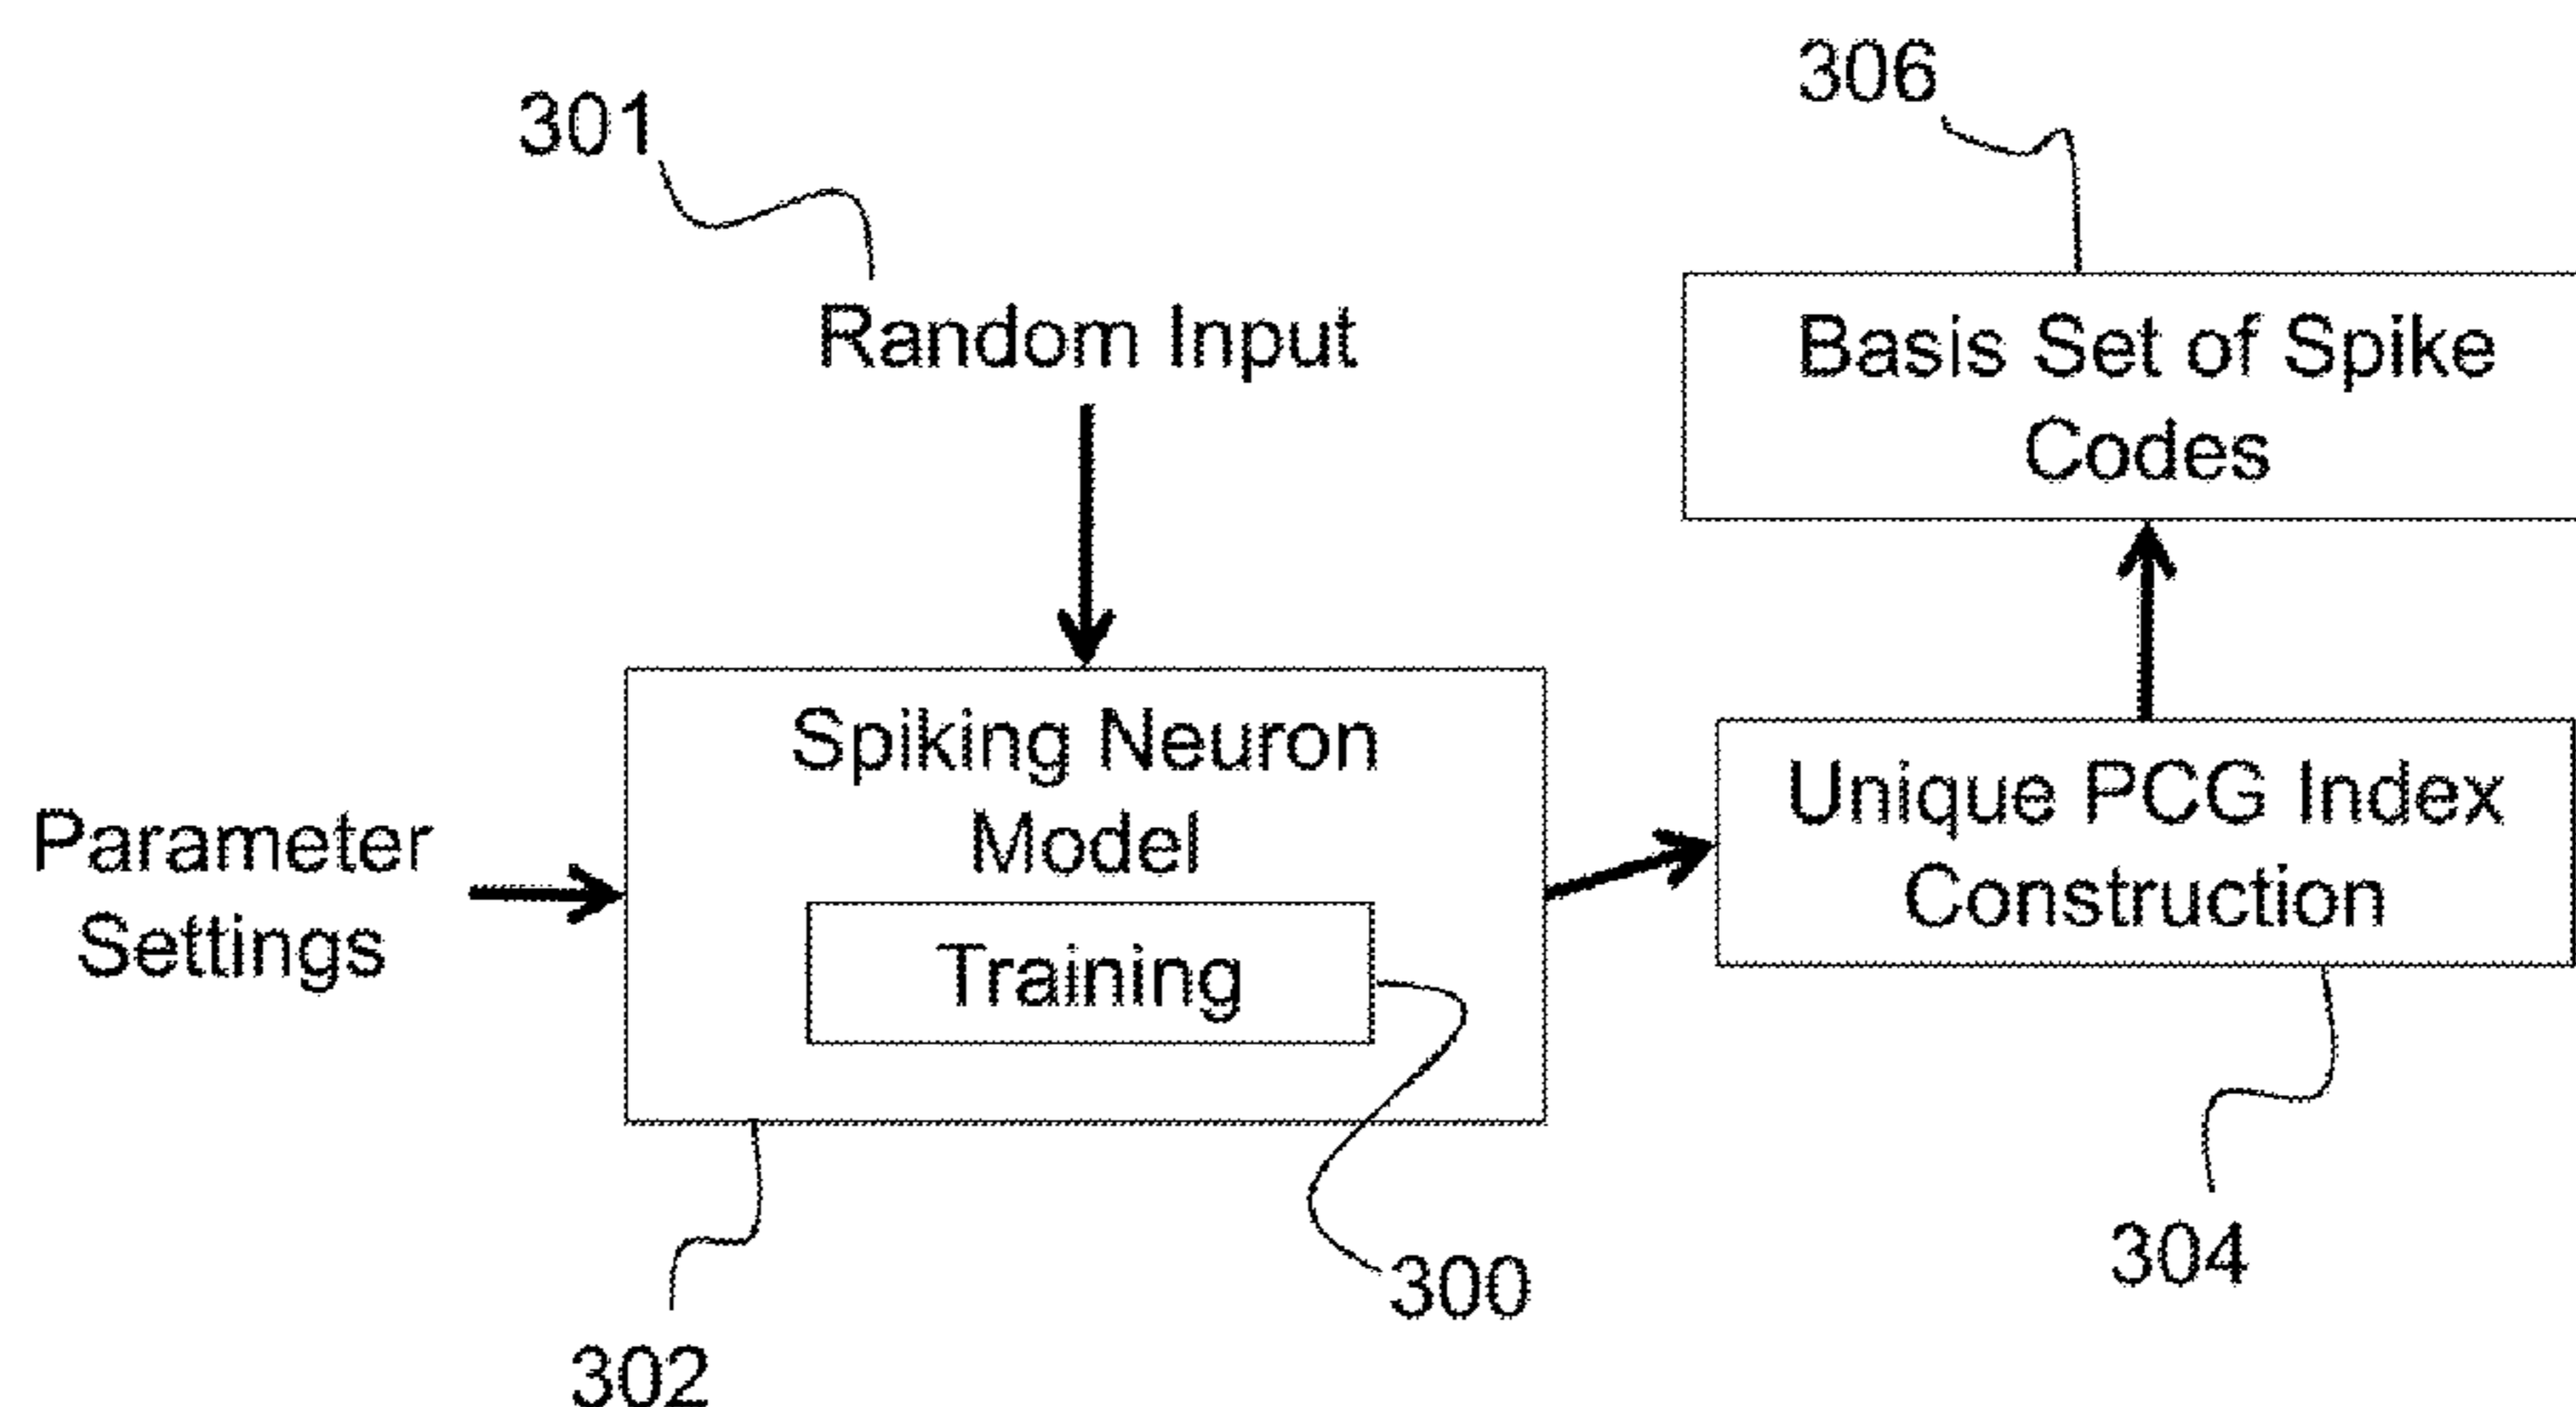 306
301
Random Input
Basis Set of Spike
Codes
Parameter
Settings
Spiking Neuron
Model
Training
Unique PCG Index
Construction
300
304
302